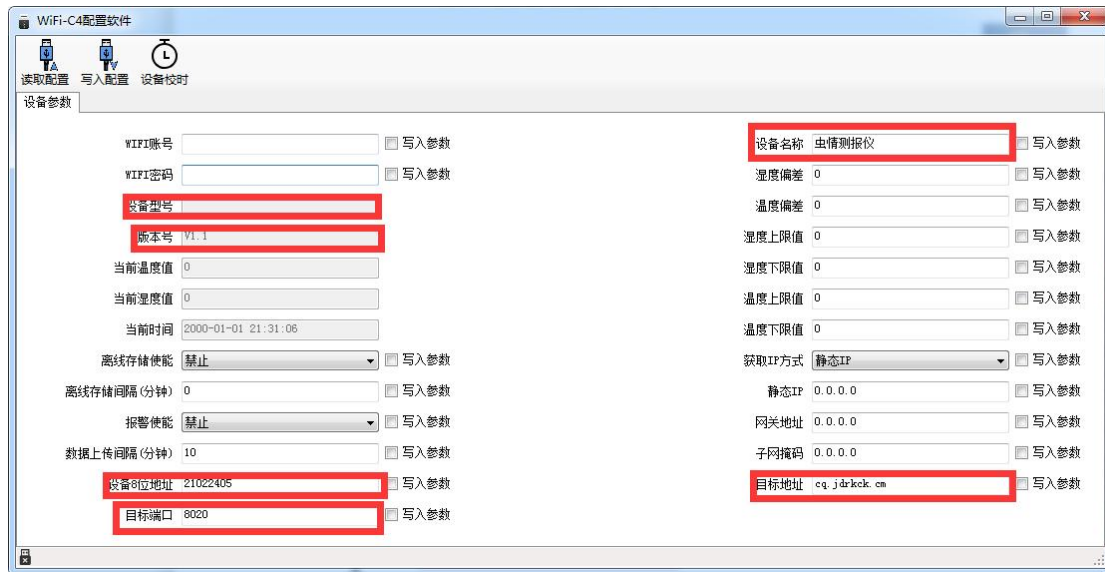 WiFi-C4配置软件
读取配置 写入配置 设备校时
设备参数
WIFI账号 写入参数 设备名称 虫情测报仪 写入参数
WIFI密码 写入参数 湿度偏差 0 写入参数
设备型号 温度偏差 0 写入参数
版本号 V1.1 湿度上限值 0 写入参数
当前温度值 0 湿度下限值 0 写入参数
当前湿度值 0 温度上限值 0 写入参数
当前时间 2000-01-01 21:31:06 温度下限值 0 写入参数
离线存储使能 禁止 写入参数 获取IP方式 静态IP 写入参数
离线存储间隔(分钟) 0 写入参数 静态IP 0.0.0.0 写入参数
报警使能 禁止 写入参数 网关地址 0.0.0.0 写入参数
数据上传间隔(分钟) 10 写入参数 子网掩码 0.0.0.0 写入参数
设备8位地址 21022405 写入参数 目标地址 cq.jdrkck.cm 写入参数
目标端口 8020 写入参数